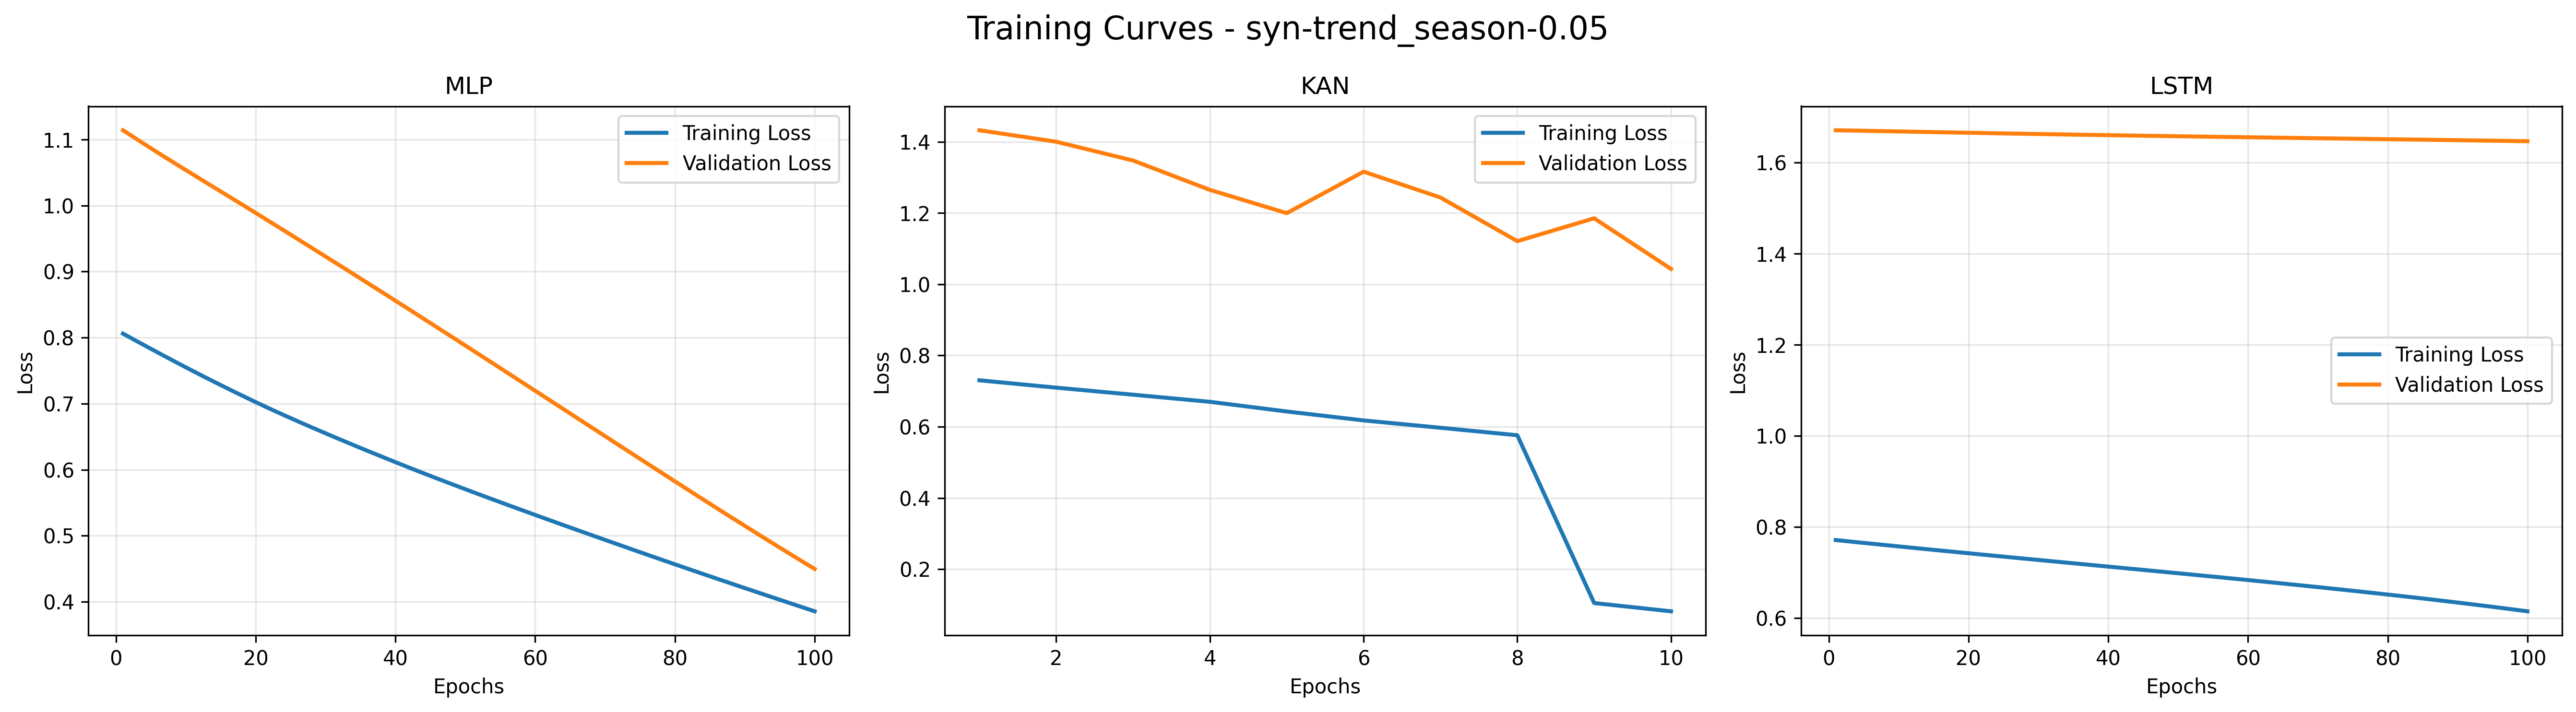 Training Curves - syn-trend_season-0.05
MLP
1.1
1.0
0.9
0.8
0.7
0.6
0.5
0.4
Loss
0 20 40 60 80 100
Epochs
Training Loss
Validation Loss
KAN
1.4
1.2
1.0
0.8
0.6
0.4
0.2
Loss
2 4 6 8 10
Epochs
Training Loss
Validation Loss
LSTM
1.6
1.4
1.2
1.0
0.8
0.6
Loss
0 20 40 60 80 100
Epochs
Training Loss
Validation Loss